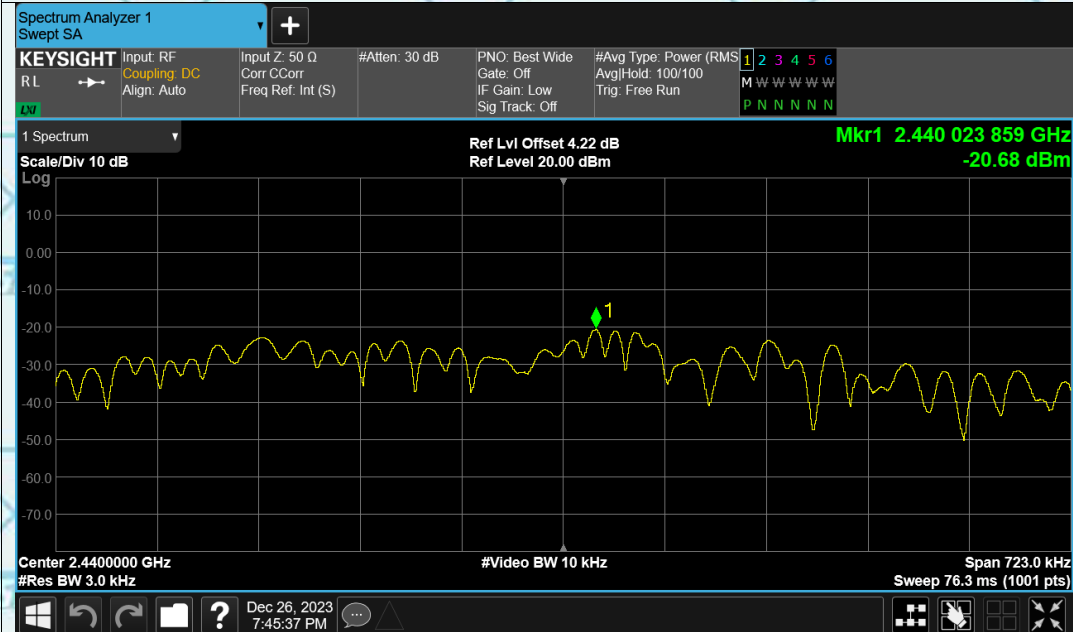 Spectrum Analyzer 1
Swept SA
+
KEYSIGHT
RL
LXI
Input: RF
Coupling: DC
Align: Auto
Input Z: 50 Ω
Corr CCorr
Freq Ref: Int (S)
#Atten: 30 dB
PNO: Best Wide
Gate: Off
IF Gain: Low
Sig Track: Off
#Avg Type: Power (RMS
Avg|Hold: 100/100
Trig: Free Run
1 2 3 4 5 6
M W W W W W
P N N N N N
1 Spectrum
Scale/Div 10 dB
Log
Ref Lvl Offset 4.22 dB
Ref Level 20.00 dBm
Mkr1 2.440 023 859 GHz
-20.68 dBm
10.0
0.00
-10.0
1
-20.0
-30.0
-40.0
-50.0
-60.0
-70.0
Center 2.4400000 GHz
#Video BW 10 kHz
Span 723.0 kHz
#Res BW 3.0 kHz
Sweep 76.3 ms (1001 pts)
?
Dec 26, 2023
7:45:37 PM